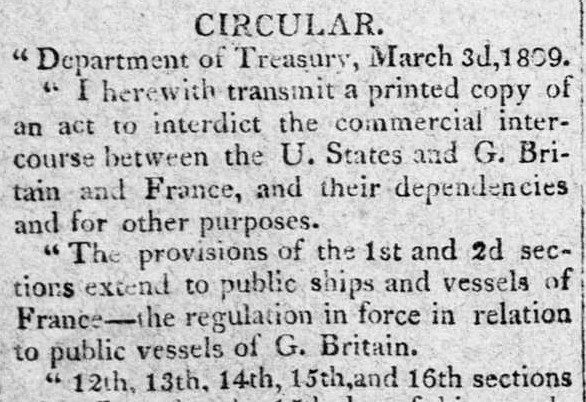 CIRCULAR.
“ Department of Treasury, March 3d,1809.
“ I herewith transmit a printed copy of
an act to interdict the commercial inter-
course between the U. States and G. Bri-
tain and France, and their dependencies
and for other purposes.
“ The provisions of the 1st and 2d sec-
tions extend to public ships and vessels of
France—the regulation in force in relation
to public vessels of G. Britain.
“ 12th, 13th, 14th, 15th,and 16th sections